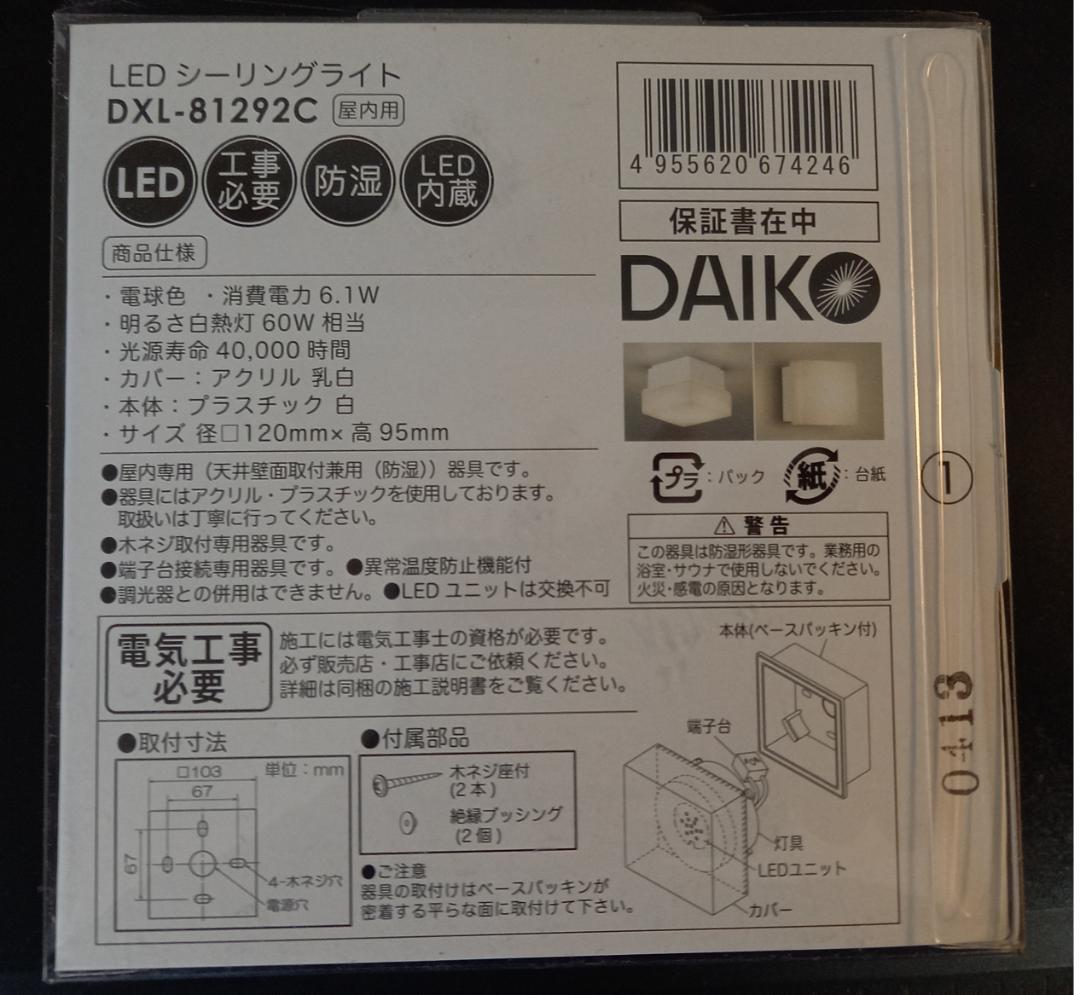 LED シーリングライト
DXL-81292C 屋内用
LED
工事
必要
防湿
LED
内蔵
商品仕様
・電球色 ・消費電力 6.1W
・明るさ白熱灯 60W 相当
・光源寿命 40,000 時間
・カバー：アクリル 乳白
・本体：プラスチック 白
・サイズ 径□120mm×高 95mm
4 955620 674246
保証書在中
DAIKO
プラ：パック
紙：台紙
●屋内専用（天井壁面取付兼用（防湿））器具です。
●器具にはアクリル・プラスチックを使用しております。
取扱いは丁寧に行ってください。
●木ネジ取付専用器具です。
●端子台接続専用器具です。●異常温度防止機能付
●調光器との併用はできません。●LED ユニットは交換不可
⚠ 警告
この器具は防湿形器具です。業務用の
浴室・サウナで使用しないでください。
火災・感電の原因となります。
①
0413
電気工事
必要
施工には電気工事士の資格が必要です。
必ず販売店・工事店にご依頼ください。
詳細は同梱の施工説明書をご覧ください。
●取付寸法
単位：mm
□103
67
67
4-木ネジ穴
電源穴
●付属部品
木ネジ座付
(2本)
絶縁ブッシング
(2個)
●ご注意
器具の取付けはベースパッキンが
密着する平らな面に取付けて下さい。
本体(ベースパッキン付)
端子台
灯具
LEDユニット
カバー